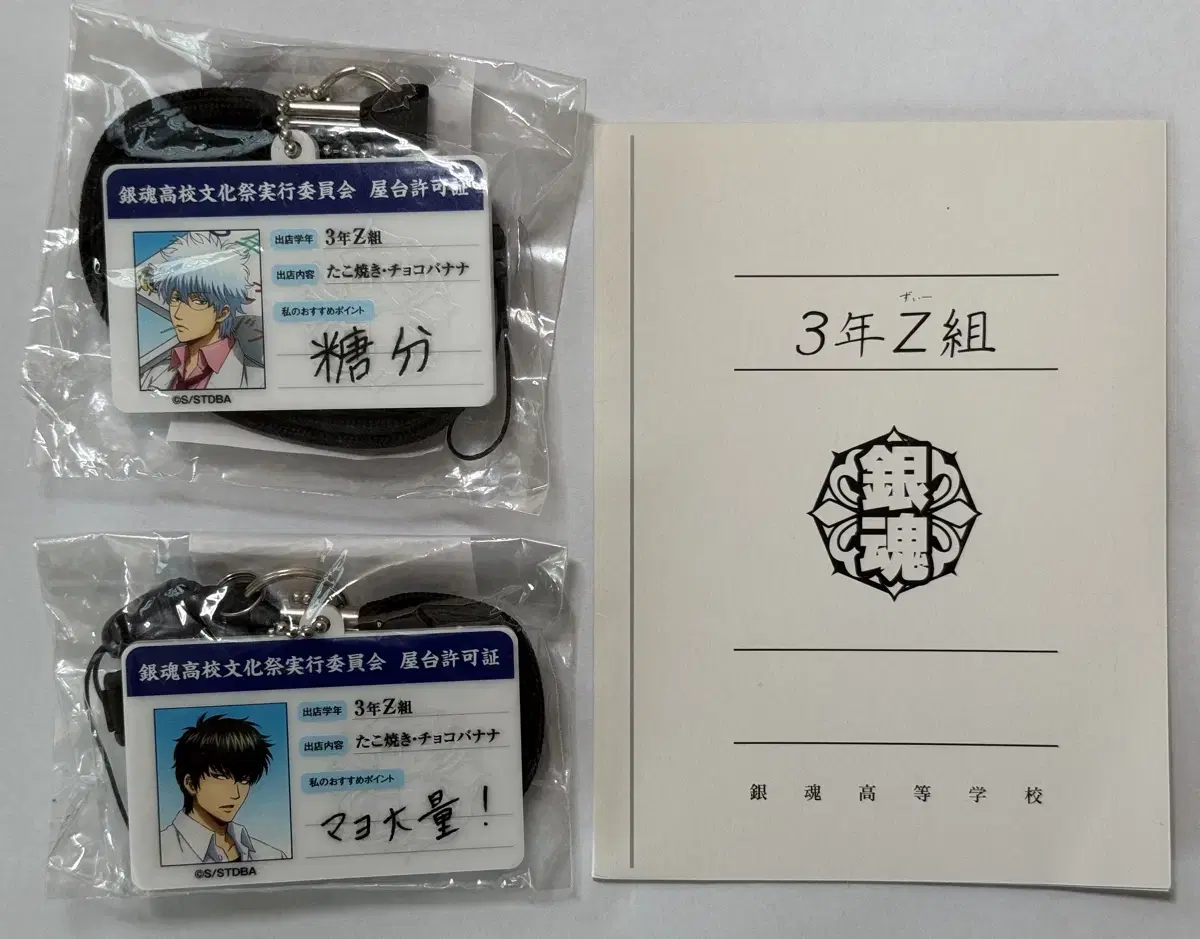 銀魂高校文化祭実行委員会 屋台許可証
出店学年 3年Z組
出店内容 たこ焼き・チョコバナナ
私のおすすめポイント
糖分
©S/STDBA
銀魂高校文化祭実行委員会 屋台許可証
出店学年 3年Z組
出店内容 たこ焼き・チョコバナナ
私のおすすめポイント
マヨ大量!
©S/STDBA
ずぃー
3年Z組
銀魂
銀魂高等学校